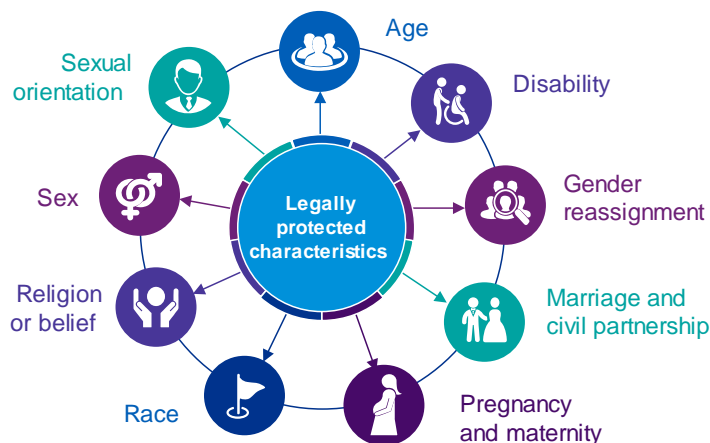 Legally
protected
characteristics
Age
Disability
Gender
reassignment
Marriage and
civil partnership
Pregnancy
and maternity
Race
Religion
or belief
Sex
Sexual
orientation